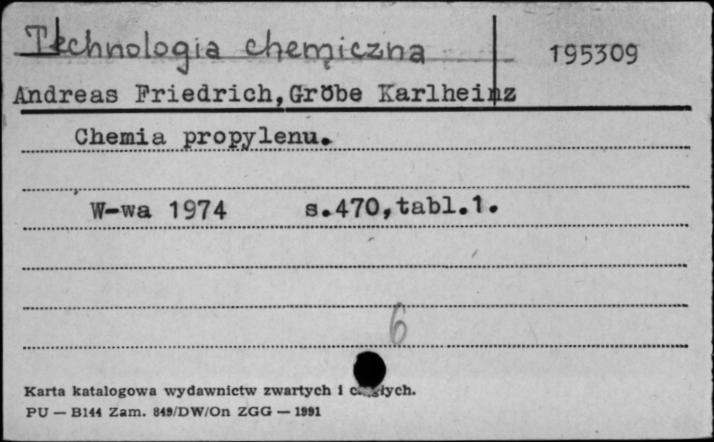 Technologia chemiczna 195309
Andreas Friedrich, Gröbe Karlheinz
Chemia propylenu.
W-wa 1974 s.470,tabl.1.
6
Karta katalogowa wydawnictw zwartych i
PU — B144 Zam. 849/DW/On ZGG — 1991